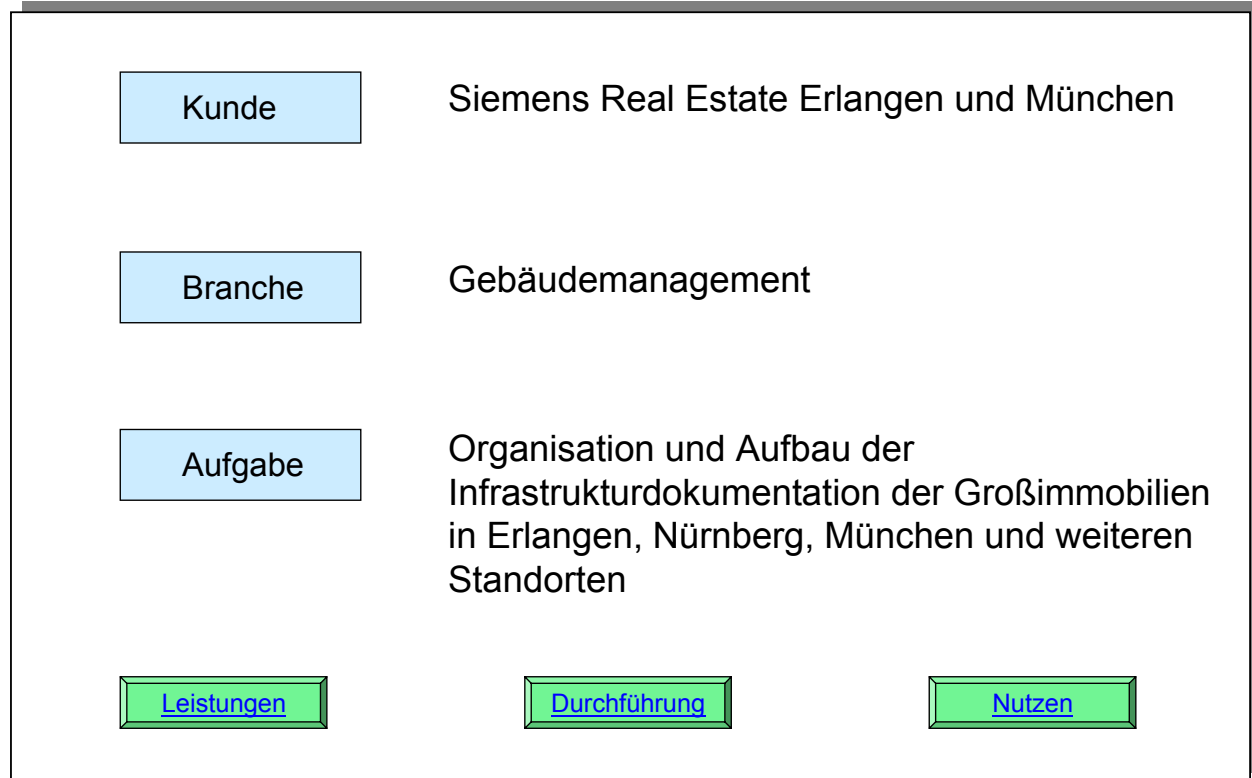 Kunde
Siemens Real Estate Erlangen und München
Branche
Gebäudemanagement
Aufgabe
Organisation und Aufbau der
Infrastrukturdokumentation der Großimmobilien
in Erlangen, Nürnberg, München und weiteren
Standorten
Leistungen
Durchführung
Nutzen